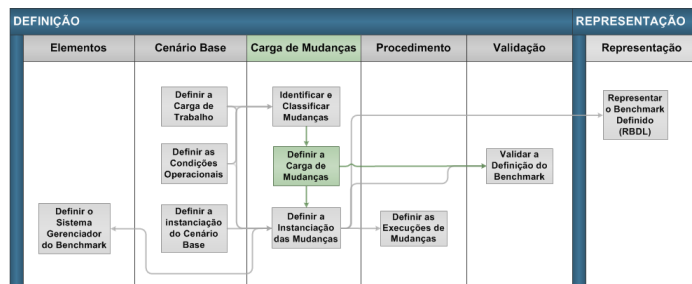 DEFINIÇÃO
REPRESENTAÇÃO
Elementos
Cenário Base
Carga de Mudanças
Procedimento
Validação
Representação
Definir a
Carga de
Trabalho
Identificar e
Classificar
Mudanças
Representar
o Benchmark
Definido
(RBDL)
Definir as
Condições
Operacionais
Definir a
Carga de
Mudanças
Validar a
Definição do
Benchmark
Definir o
Sistema
Gerenciador
do Benchmark
Definir a
instanciação
do Cenário
Base
Definir a
Instanciação
das Mudanças
Definir as
Execuções de
Mudanças